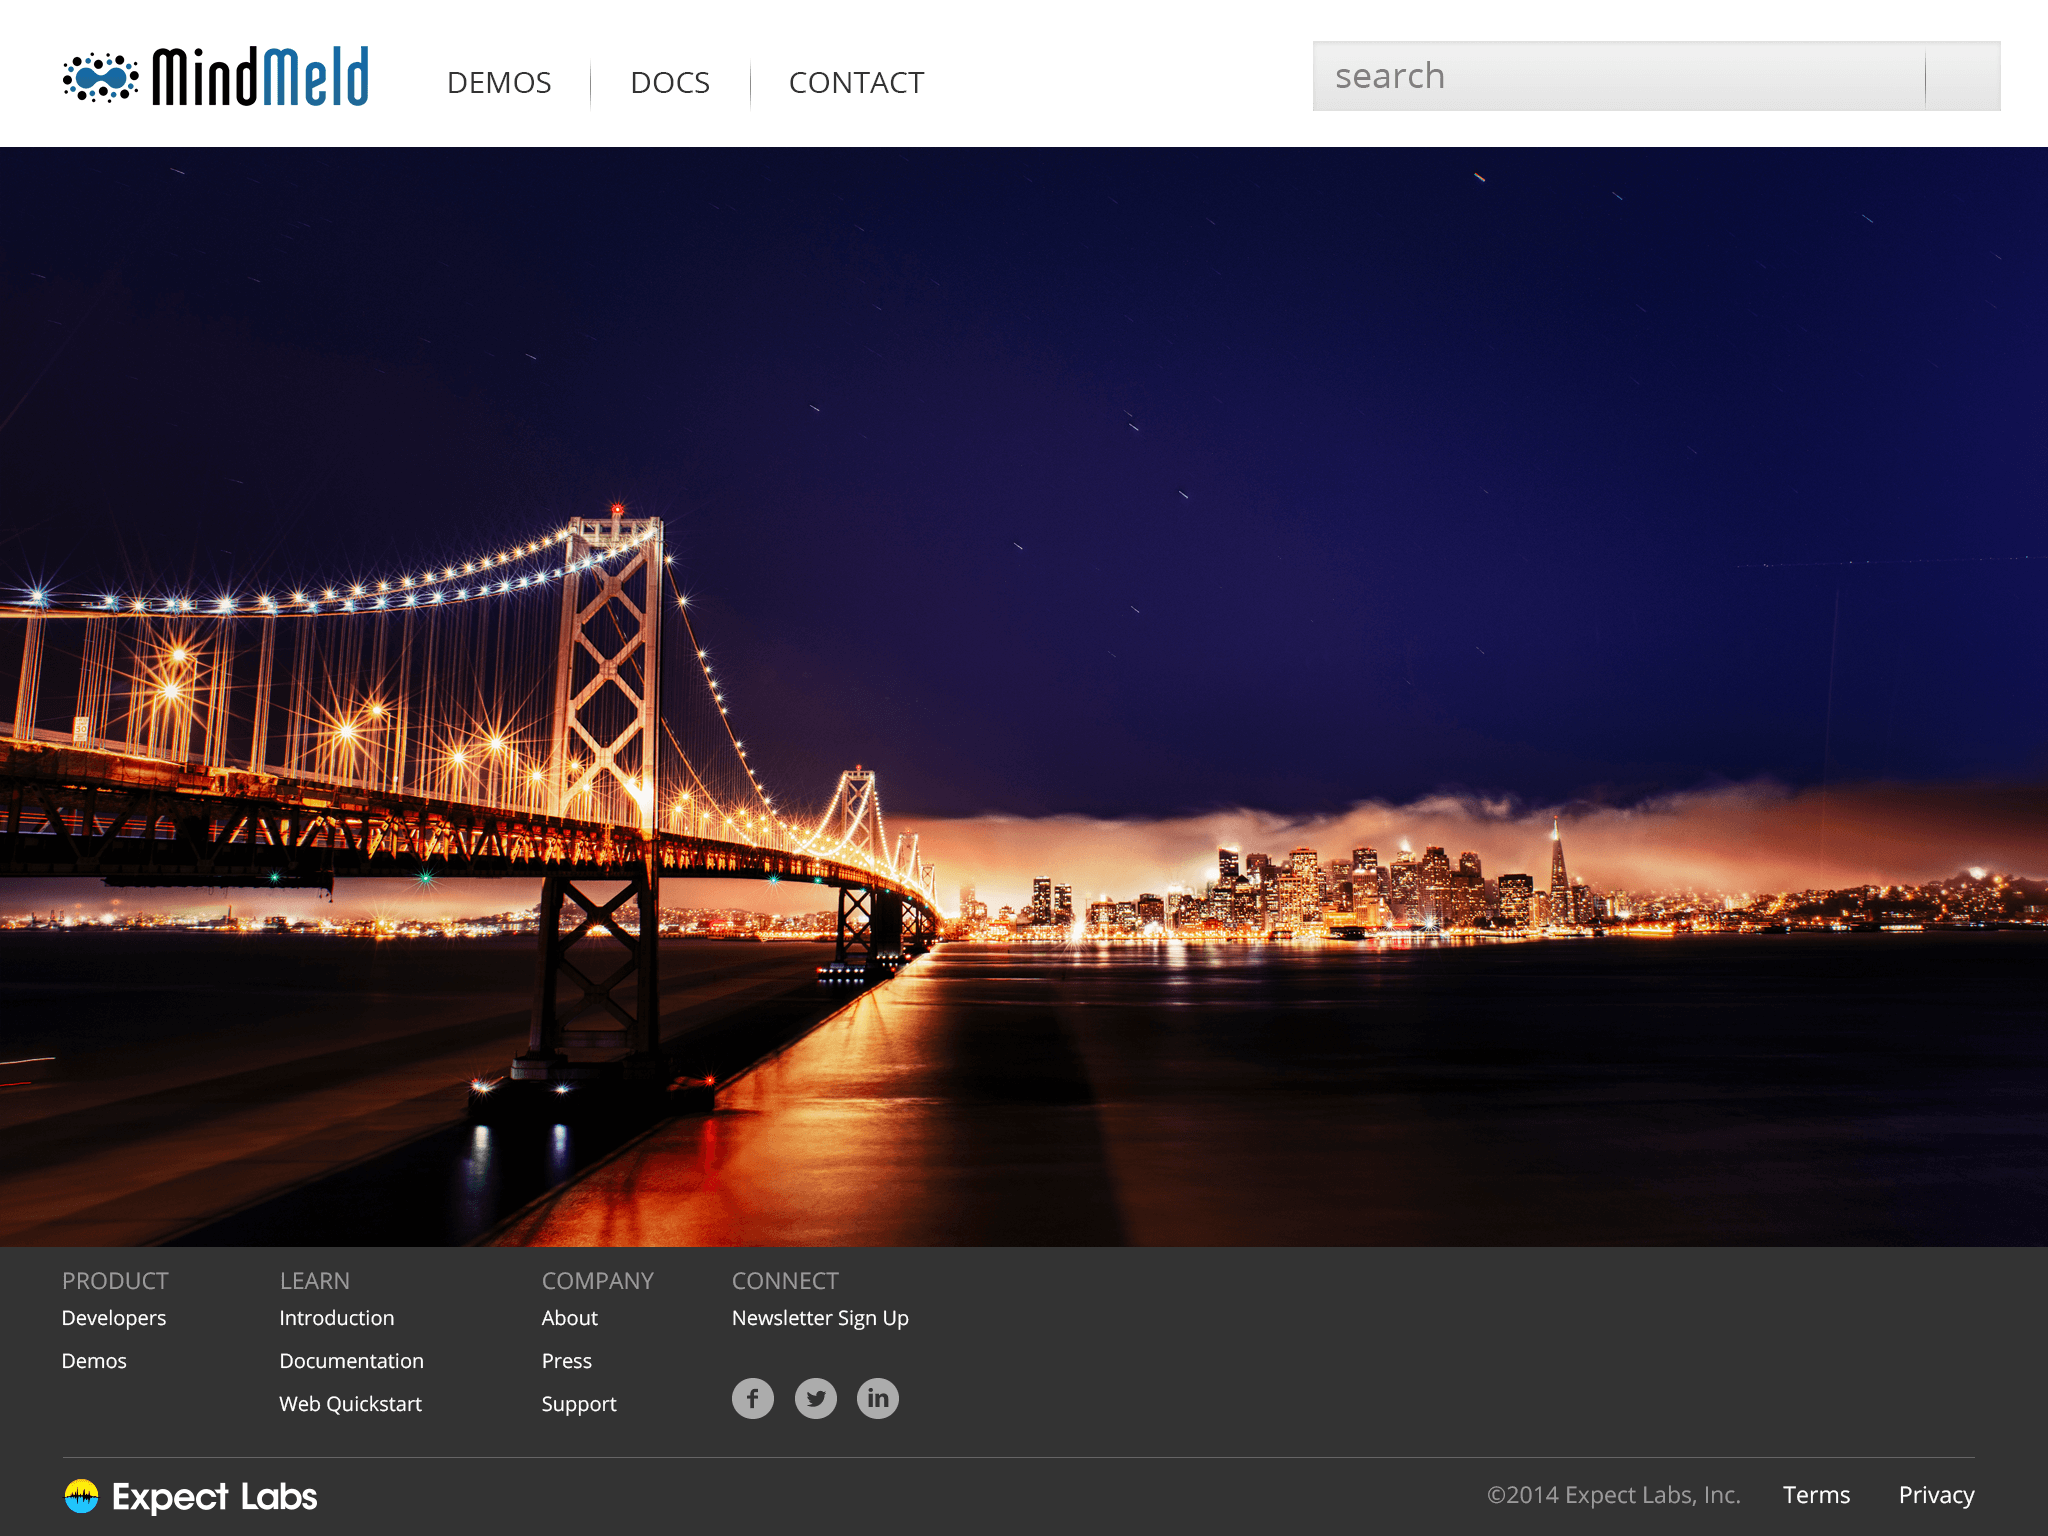 MindMeld
DEMOS
DOCS
CONTACT
search
PRODUCT
Developers
Demos
LEARN
Introduction
Documentation
Web Quickstart
COMPANY
About
Press
Support
CONNECT
Newsletter Sign Up
Expect Labs
©2014 Expect Labs, Inc.
Terms
Privacy